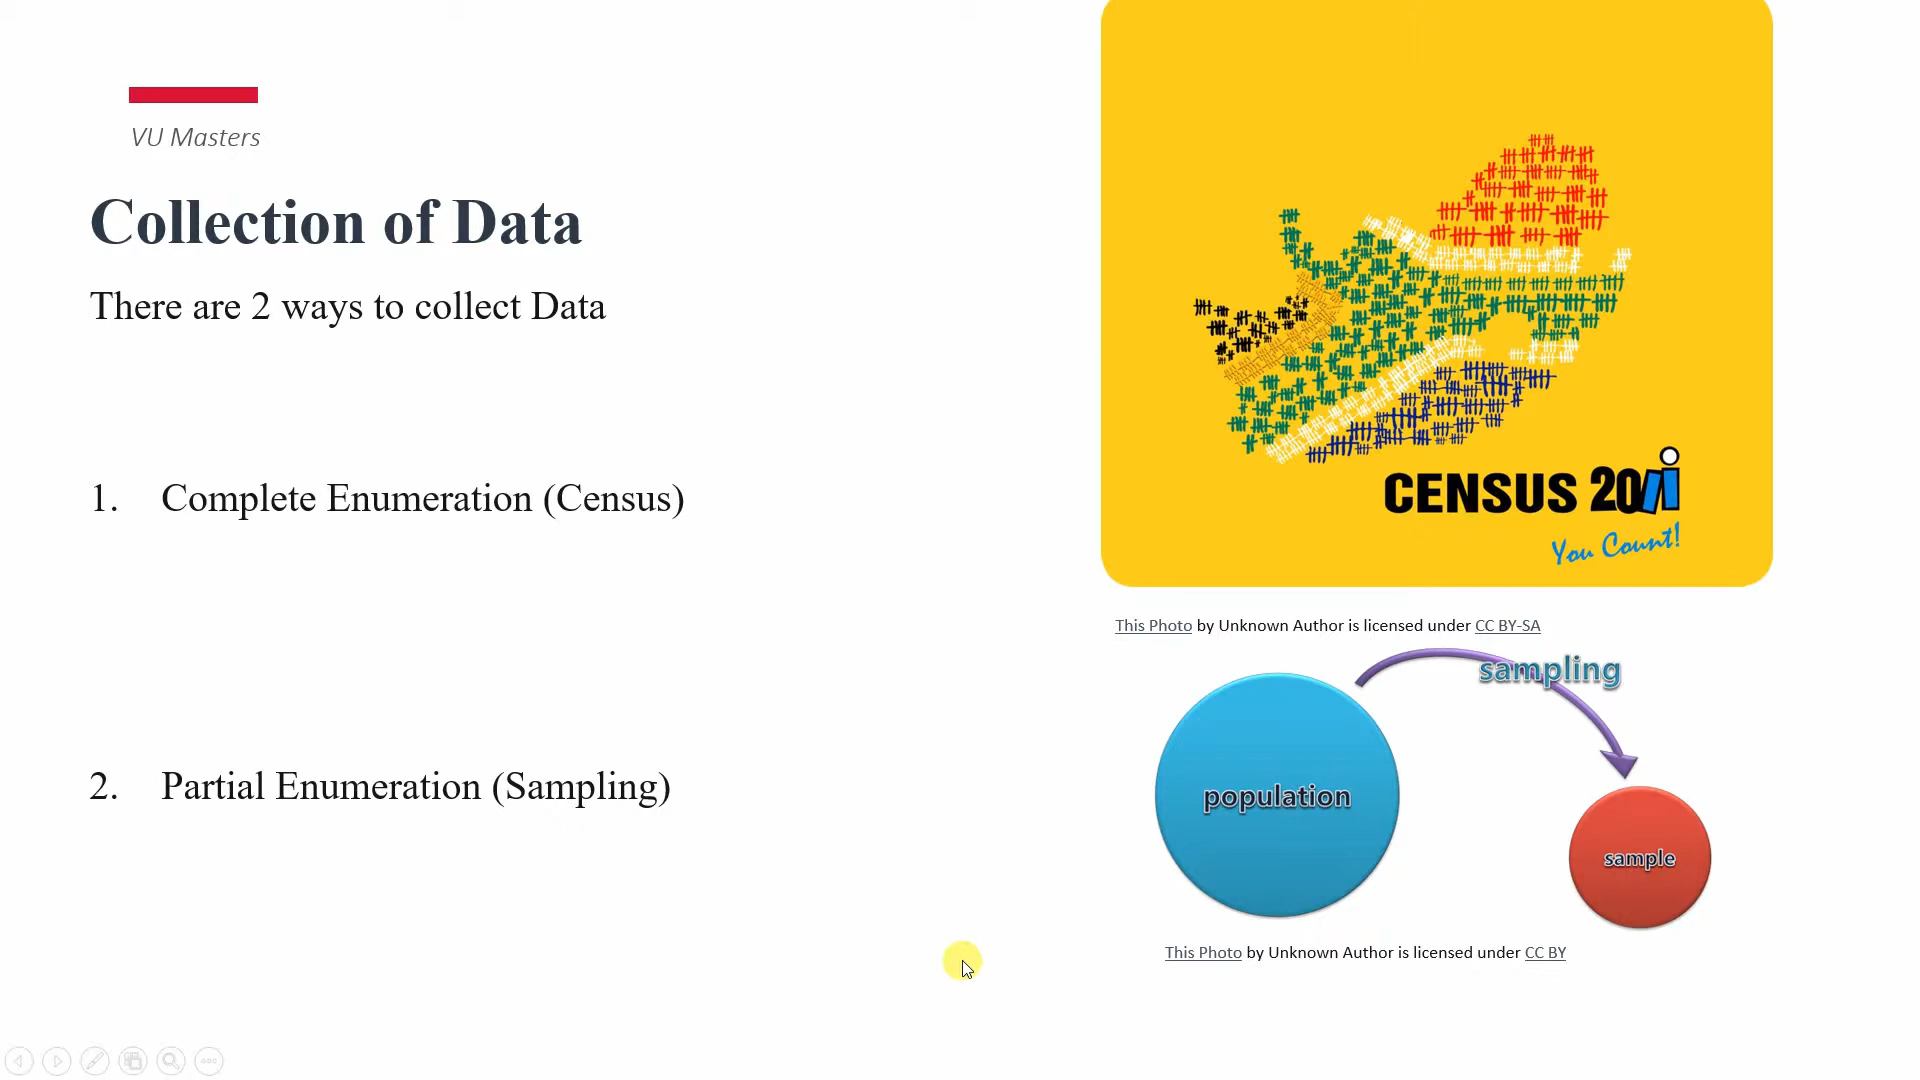 VU Masters
Collection of Data
There are 2 ways to collect Data
1. Complete Enumeration (Census)
2. Partial Enumeration (Sampling)
CENSUS 2011
You Count!
This Photo by Unknown Author is licensed under CC BY-SA
sampling
population
sample
This Photo by Unknown Author is licensed under CC BY